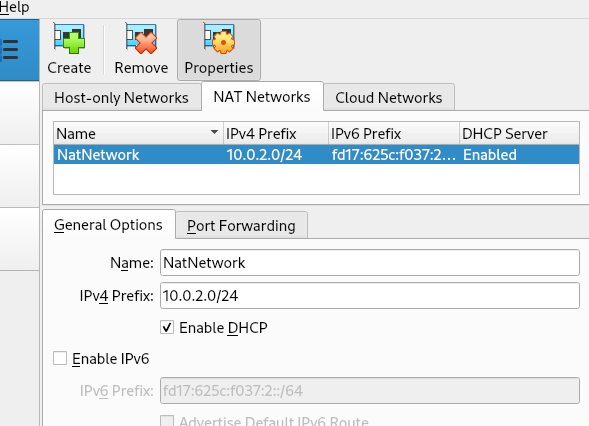 Help
Create Remove Properties
Host-only Networks NAT Networks Cloud Networks
Name IPv4 Prefix IPv6 Prefix DHCP Server
NatNetwork 10.0.2.0/24 fd17:625c:f037:2... Enabled
General Options Port Forwarding
Name: NatNetwork
IPv4 Prefix: 10.0.2.0/24
Enable DHCP
Enable IPv6
IPv6 Prefix: fd17:625c:f037:2::/64
Advertise Default IPv6 Route